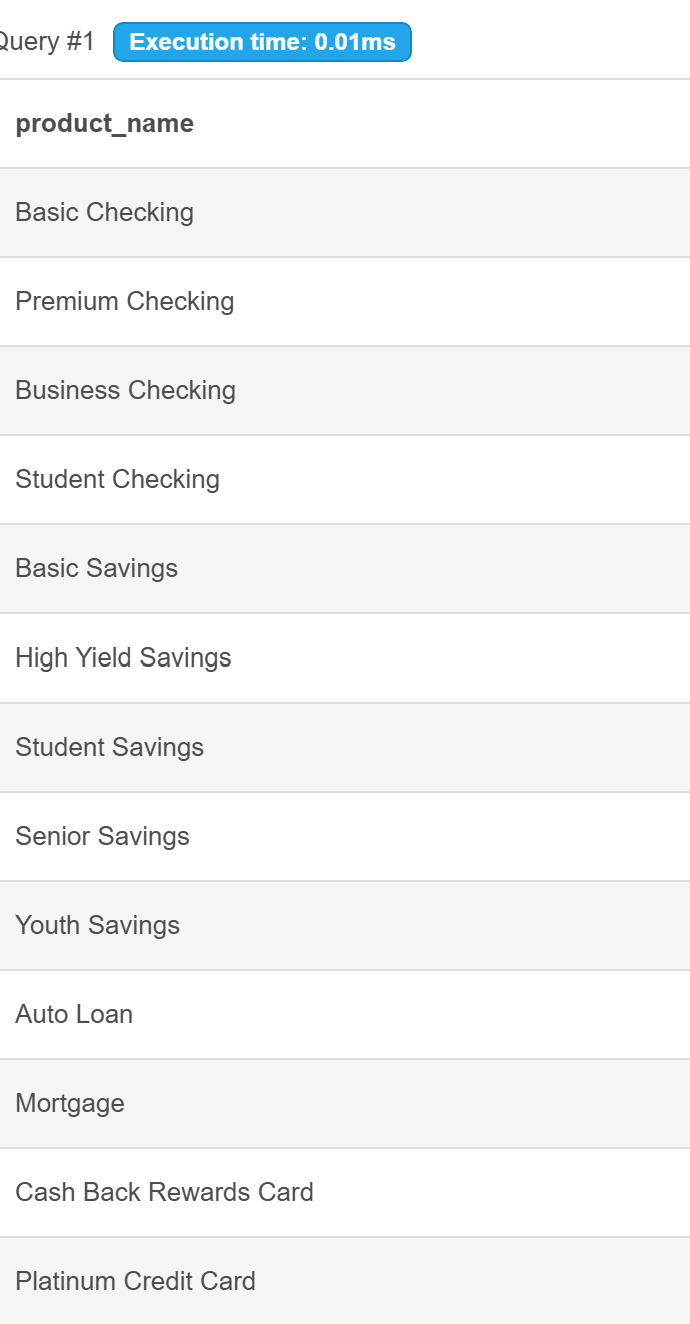 Query #1 Execution time: 0.01ms
product_name
Basic Checking
Premium Checking
Business Checking
Student Checking
Basic Savings
High Yield Savings
Student Savings
Senior Savings
Youth Savings
Auto Loan
Mortgage
Cash Back Rewards Card
Platinum Credit Card